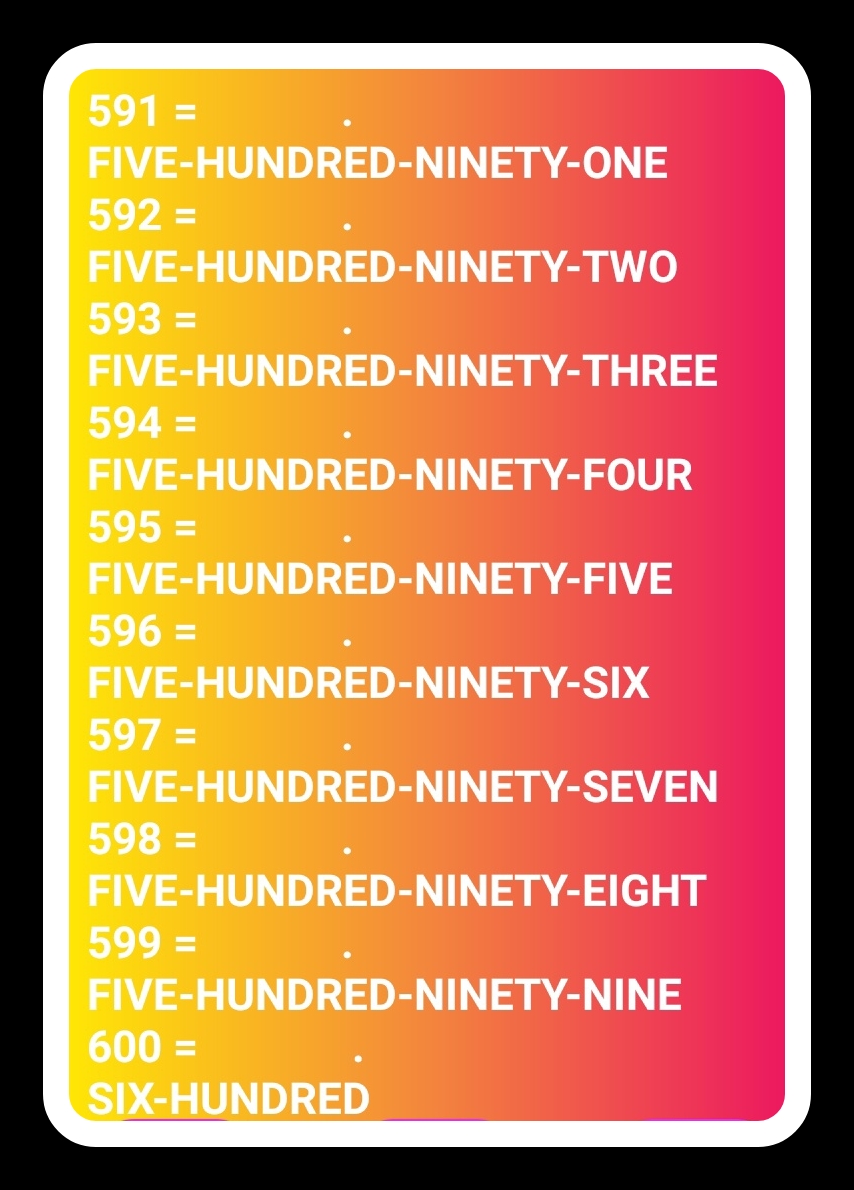 591 = .
FIVE-HUNDRED-NINETY-ONE
592 = .
FIVE-HUNDRED-NINETY-TWO
593 = .
FIVE-HUNDRED-NINETY-THREE
594 = .
FIVE-HUNDRED-NINETY-FOUR
595 = .
FIVE-HUNDRED-NINETY-FIVE
596 = .
FIVE-HUNDRED-NINETY-SIX
597 = .
FIVE-HUNDRED-NINETY-SEVEN
598 = .
FIVE-HUNDRED-NINETY-EIGHT
599 = .
FIVE-HUNDRED-NINETY-NINE
600 = .
SIX-HUNDRED